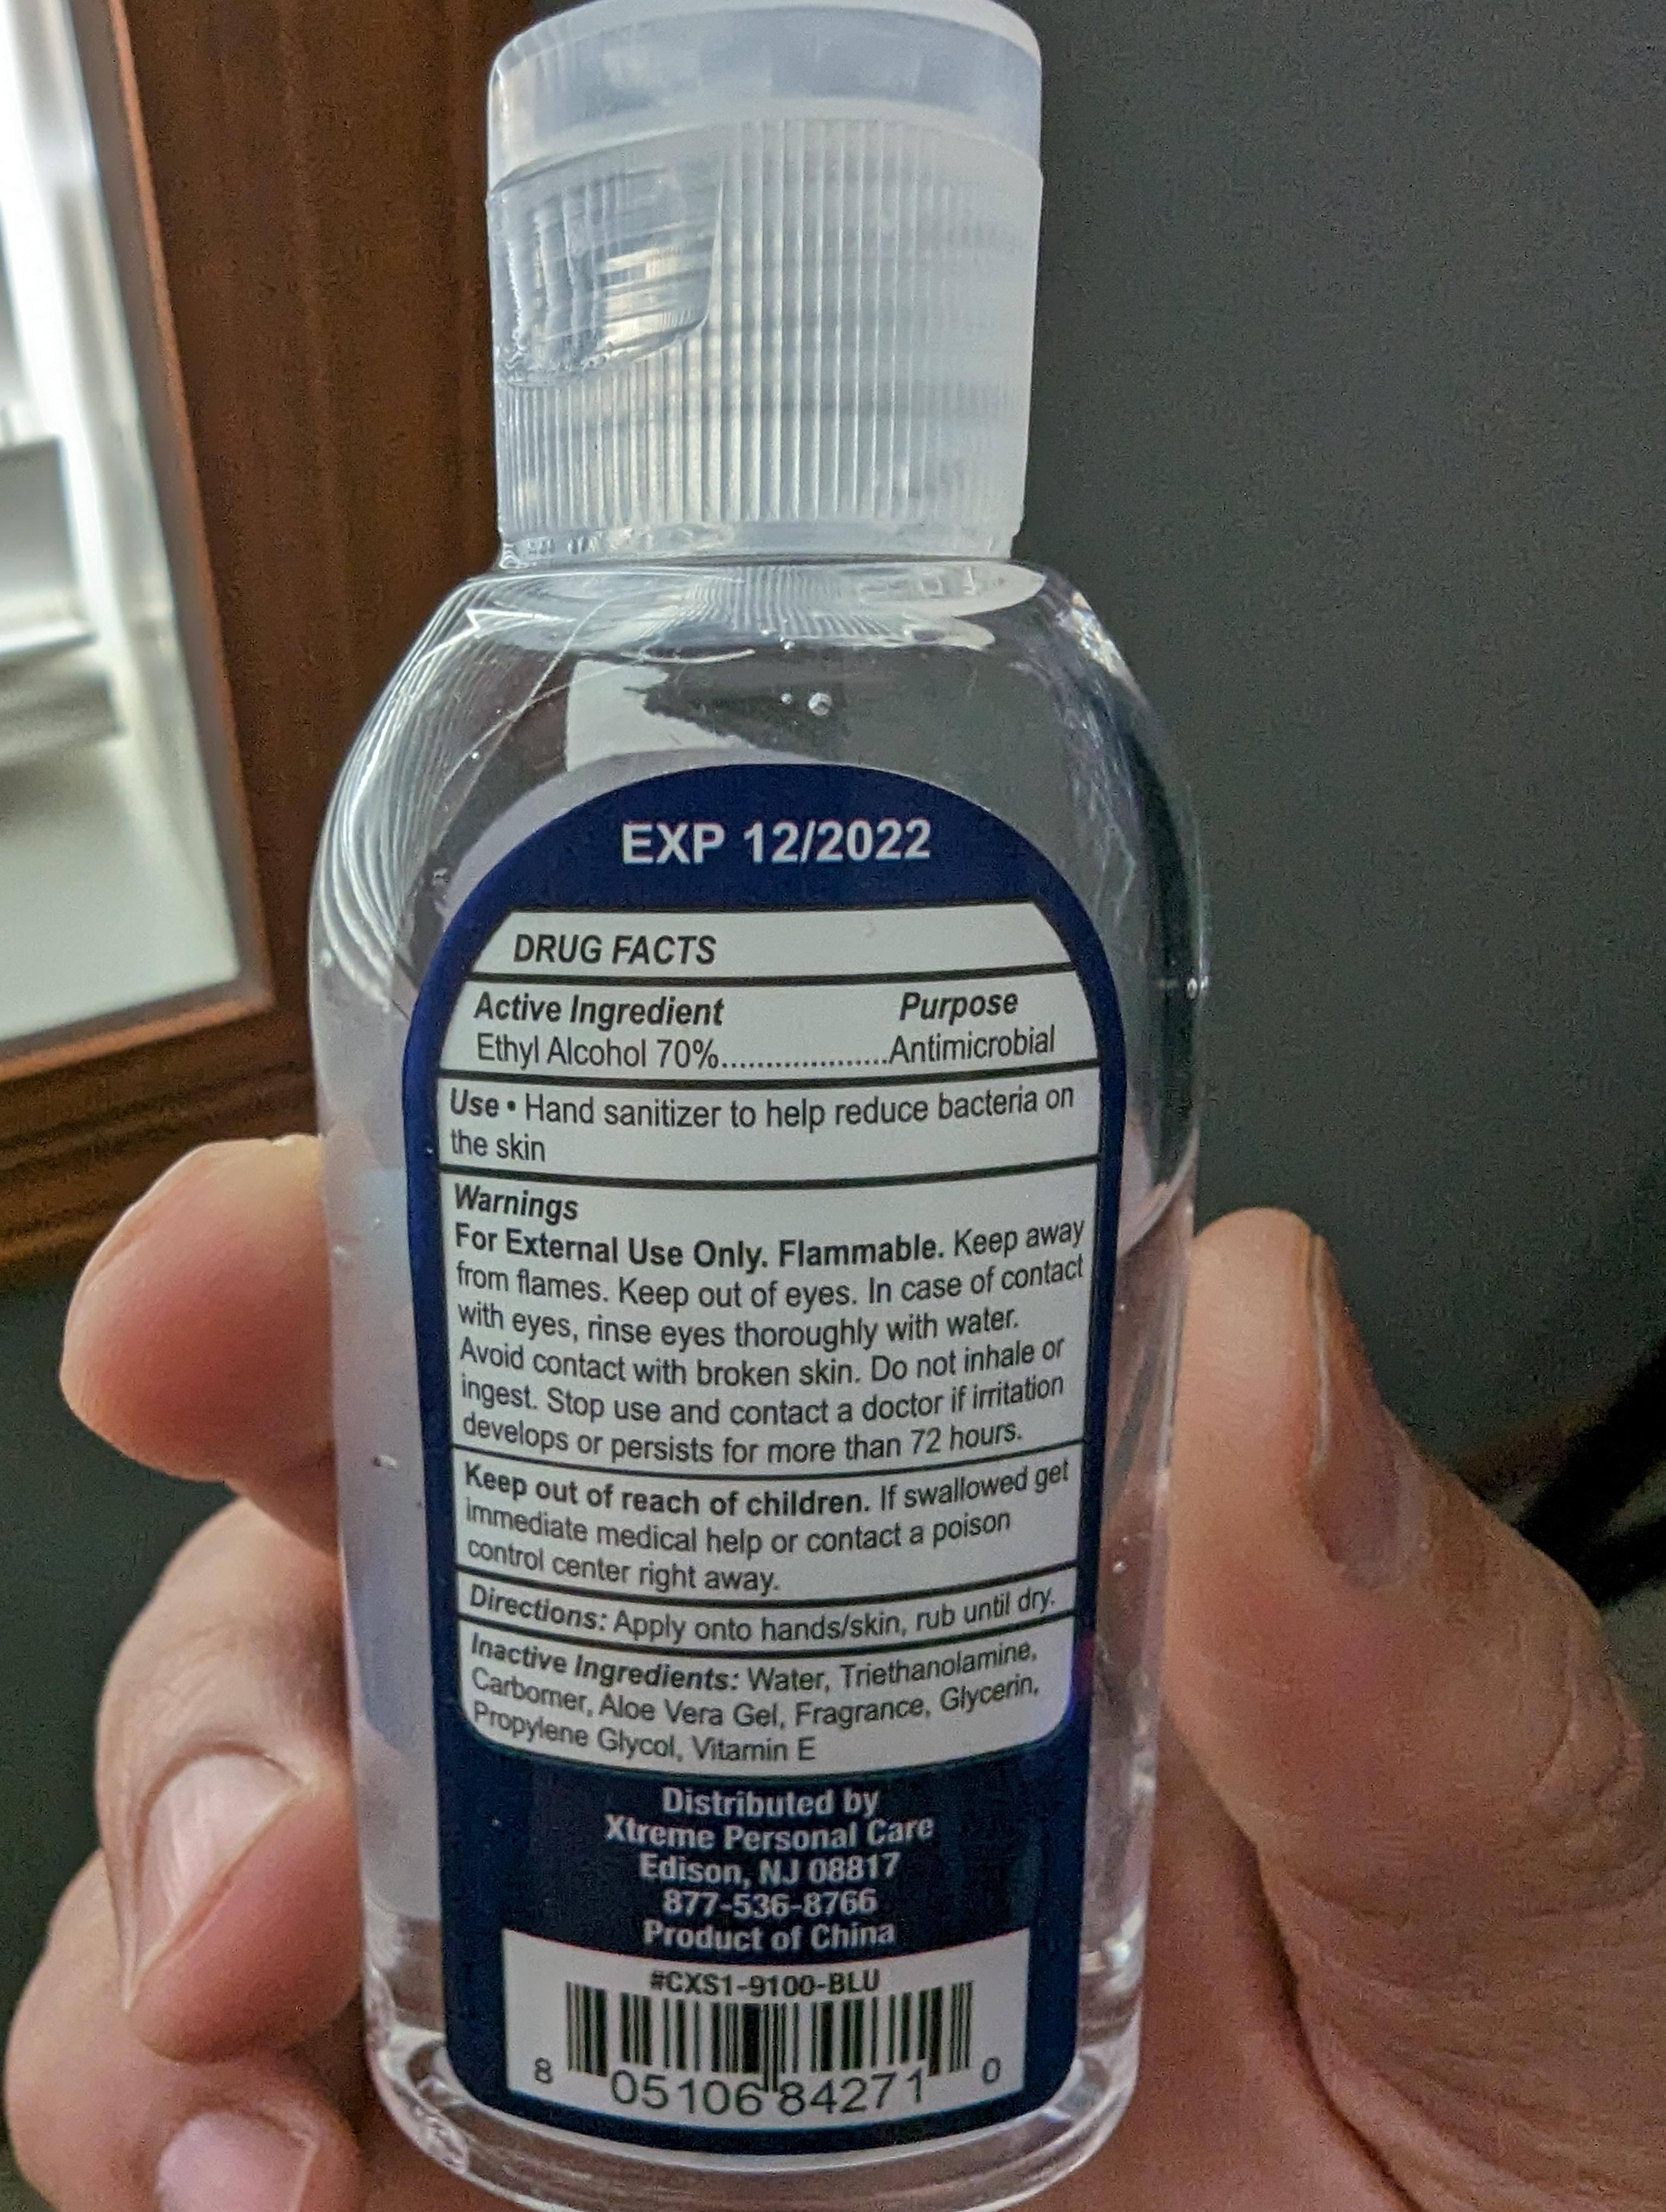 EXP 12/2022
DRUG FACTS
Active Ingredient Purpose
Ethyl Alcohol 70%....................Antimicrobial
Use • Hand sanitizer to help reduce bacteria on
the skin
Warnings
For External Use Only. Flammable. Keep away
from flames. Keep out of eyes. In case of contact
with eyes, rinse eyes thoroughly with water.
Avoid contact with broken skin. Do not inhale or
ingest. Stop use and contact a doctor if irritation
develops or persists for more than 72 hours.
Keep out of reach of children. If swallowed get
immediate medical help or contact a poison
control center right away.
Directions: Apply onto hands/skin, rub until dry.
Inactive Ingredients: Water, Triethanolamine,
Carbomer, Aloe Vera Gel, Fragrance, Glycerin,
Propylene Glycol, Vitamin E
Distributed by
Xtreme Personal Care
Edison, NJ 08817
877-536-8766
Product of China
#CXS1-9100-BLU
8 05106 84271 0